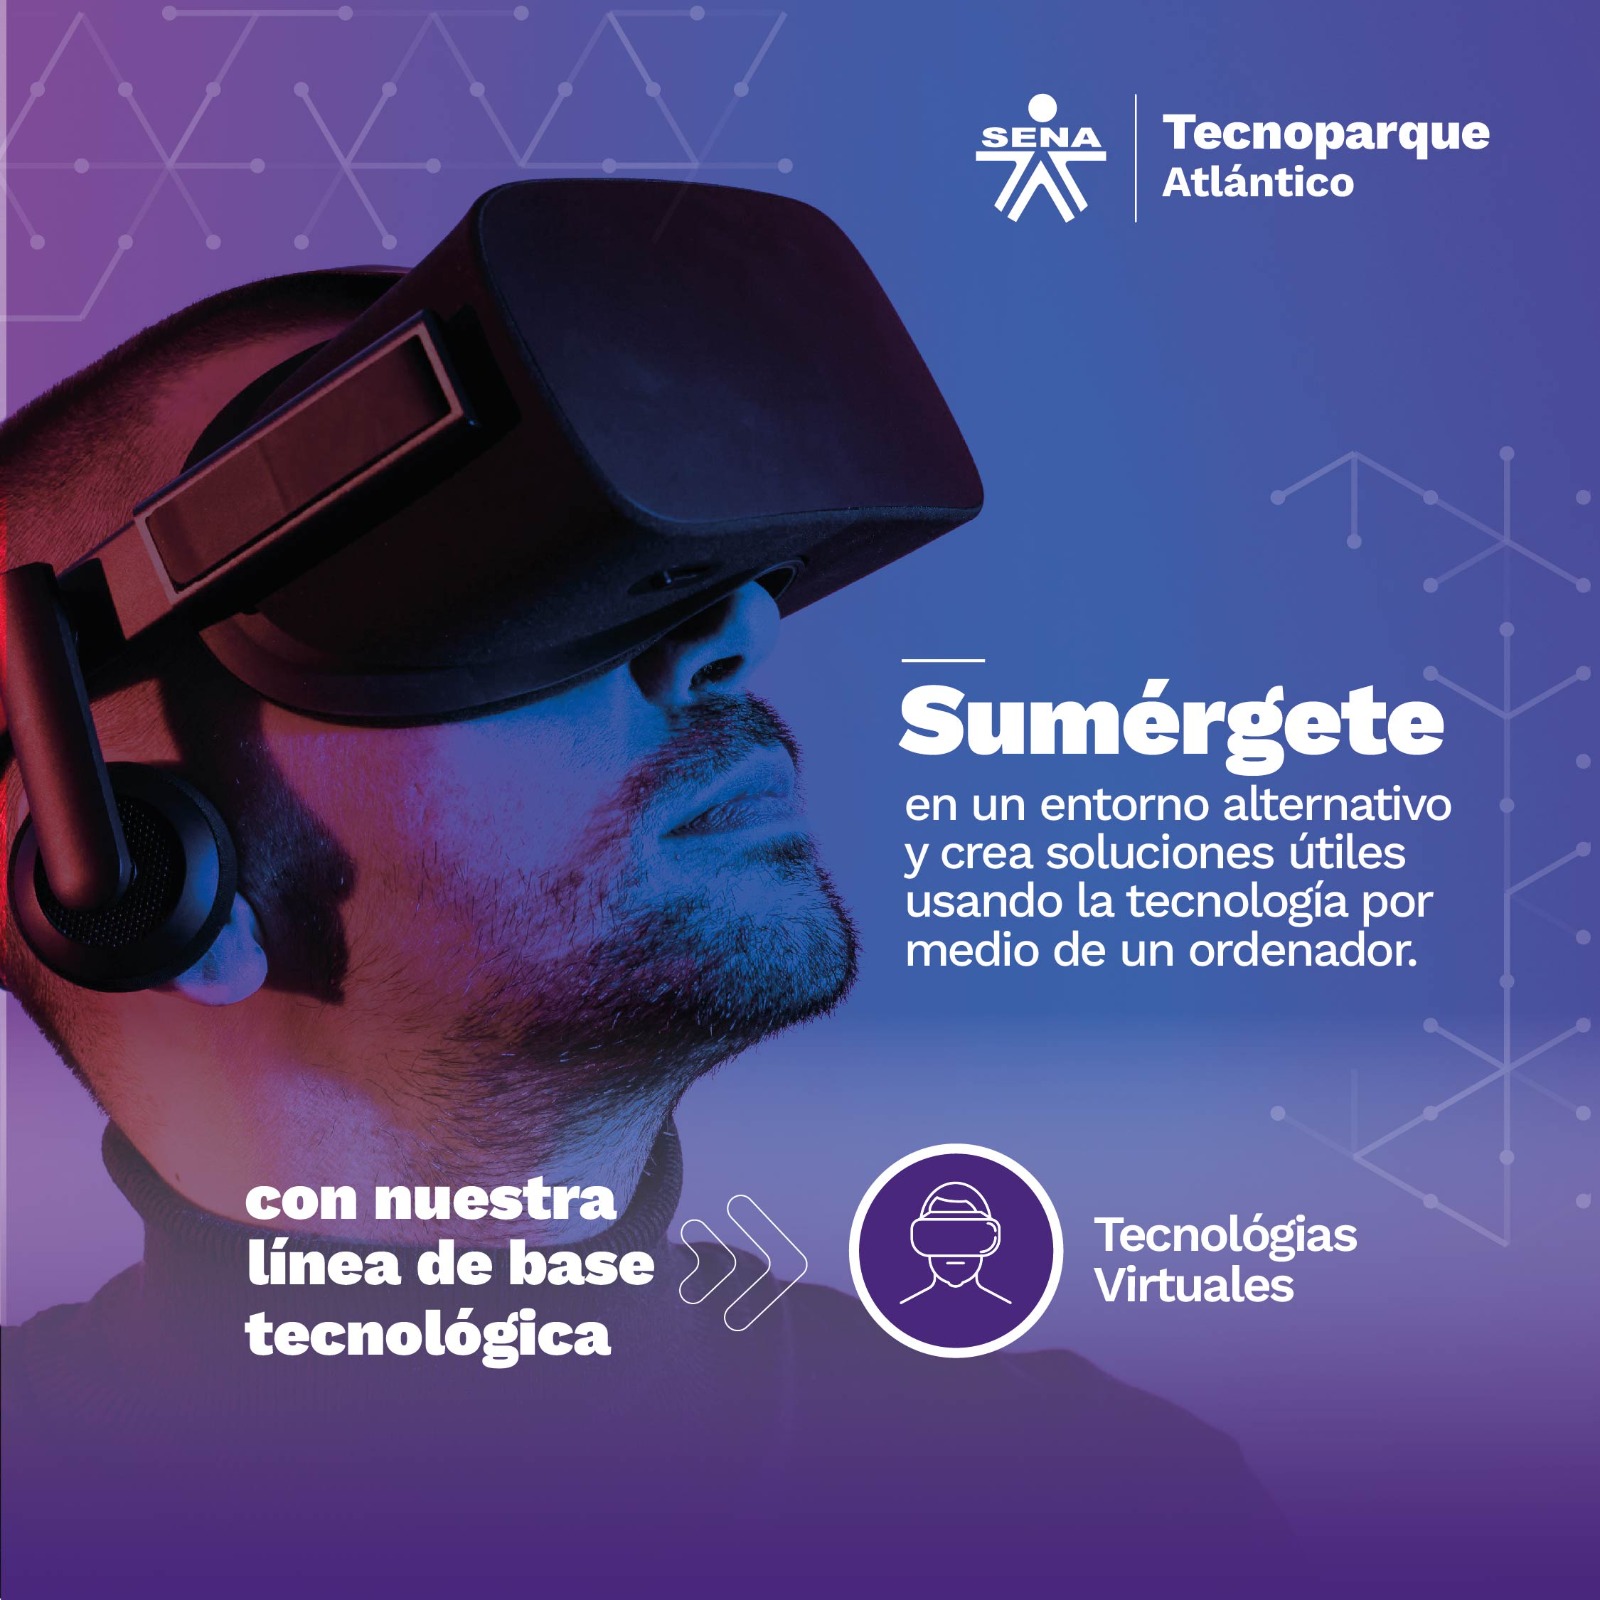 SENA
Tecnoparque
Atlántico
Sumérgete
en un entorno alternativo
y crea soluciones útiles
usando la tecnología por
medio de un ordenador.
con nuestra
línea de base
tecnológica
Tecnológias
Virtuales